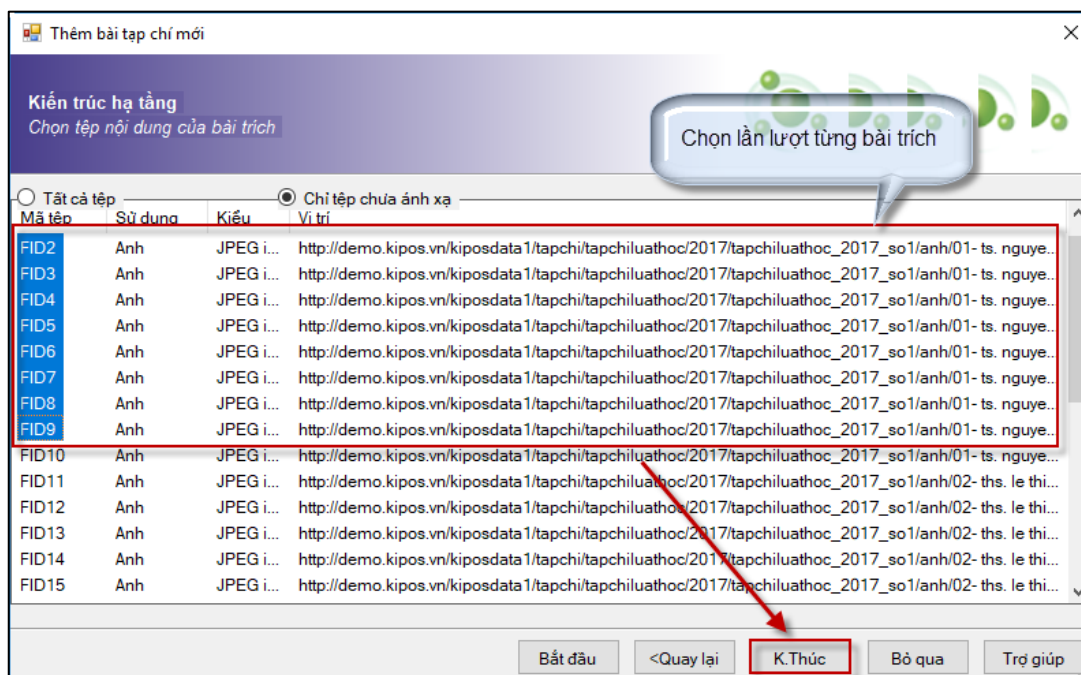 Thêm bài tạp chí mới
Kiến trúc hạ tầng
Chọn tệp nội dung của bài trích
Chọn lần lượt từng bài trích
Tất cả tệp Chỉ tệp chưa ánh xạ
Mã tệp Sử dụng Kiểu Vị trí
FID2 Anh JPEG i... http://demo.kipos.vn/kiposdata1/tapchi/tapchiluathoc/2017/tapchiluathoc_2017_so1/anh/01- ts. nguye...
FID3 Anh JPEG i... http://demo.kipos.vn/kiposdata1/tapchi/tapchiluathoc/2017/tapchiluathoc_2017_so1/anh/01- ts. nguye...
FID4 Anh JPEG i... http://demo.kipos.vn/kiposdata1/tapchi/tapchiluathoc/2017/tapchiluathoc_2017_so1/anh/01- ts. nguye...
FID5 Anh JPEG i... http://demo.kipos.vn/kiposdata1/tapchi/tapchiluathoc/2017/tapchiluathoc_2017_so1/anh/01- ts. nguye...
FID6 Anh JPEG i... http://demo.kipos.vn/kiposdata1/tapchi/tapchiluathoc/2017/tapchiluathoc_2017_so1/anh/01- ts. nguye...
FID7 Anh JPEG i... http://demo.kipos.vn/kiposdata1/tapchi/tapchiluathoc/2017/tapchiluathoc_2017_so1/anh/01- ts. nguye...
FID8 Anh JPEG i... http://demo.kipos.vn/kiposdata1/tapchi/tapchiluathoc/2017/tapchiluathoc_2017_so1/anh/01- ts. nguye...
FID9 Anh JPEG i... http://demo.kipos.vn/kiposdata1/tapchi/tapchiluathoc/2017/tapchiluathoc_2017_so1/anh/01- ts. nguye...
FID10 Anh JPEG i... http://demo.kipos.vn/kiposdata1/tapchi/tapchiluathoc/2017/tapchiluathoc_2017_so1/anh/01- ts. nguye...
FID11 Anh JPEG i... http://demo.kipos.vn/kiposdata1/tapchi/tapchiluathoc/2017/tapchiluathoc_2017_so1/anh/02- ths. le thi...
FID12 Anh JPEG i... http://demo.kipos.vn/kiposdata1/tapchi/tapchiluathoc/2017/tapchiluathoc_2017_so1/anh/02- ths. le thi...
FID13 Anh JPEG i... http://demo.kipos.vn/kiposdata1/tapchi/tapchiluathoc/2017/tapchiluathoc_2017_so1/anh/02- ths. le thi...
FID14 Anh JPEG i... http://demo.kipos.vn/kiposdata1/tapchi/tapchiluathoc/2017/tapchiluathoc_2017_so1/anh/02- ths. le thi...
FID15 Anh JPEG i... http://demo.kipos.vn/kiposdata1/tapchi/tapchiluathoc/2017/tapchiluathoc_2017_so1/anh/02- ths. le thi...
Bắt đầu <Quay lại K.Thúc Bỏ qua Trợ giúp